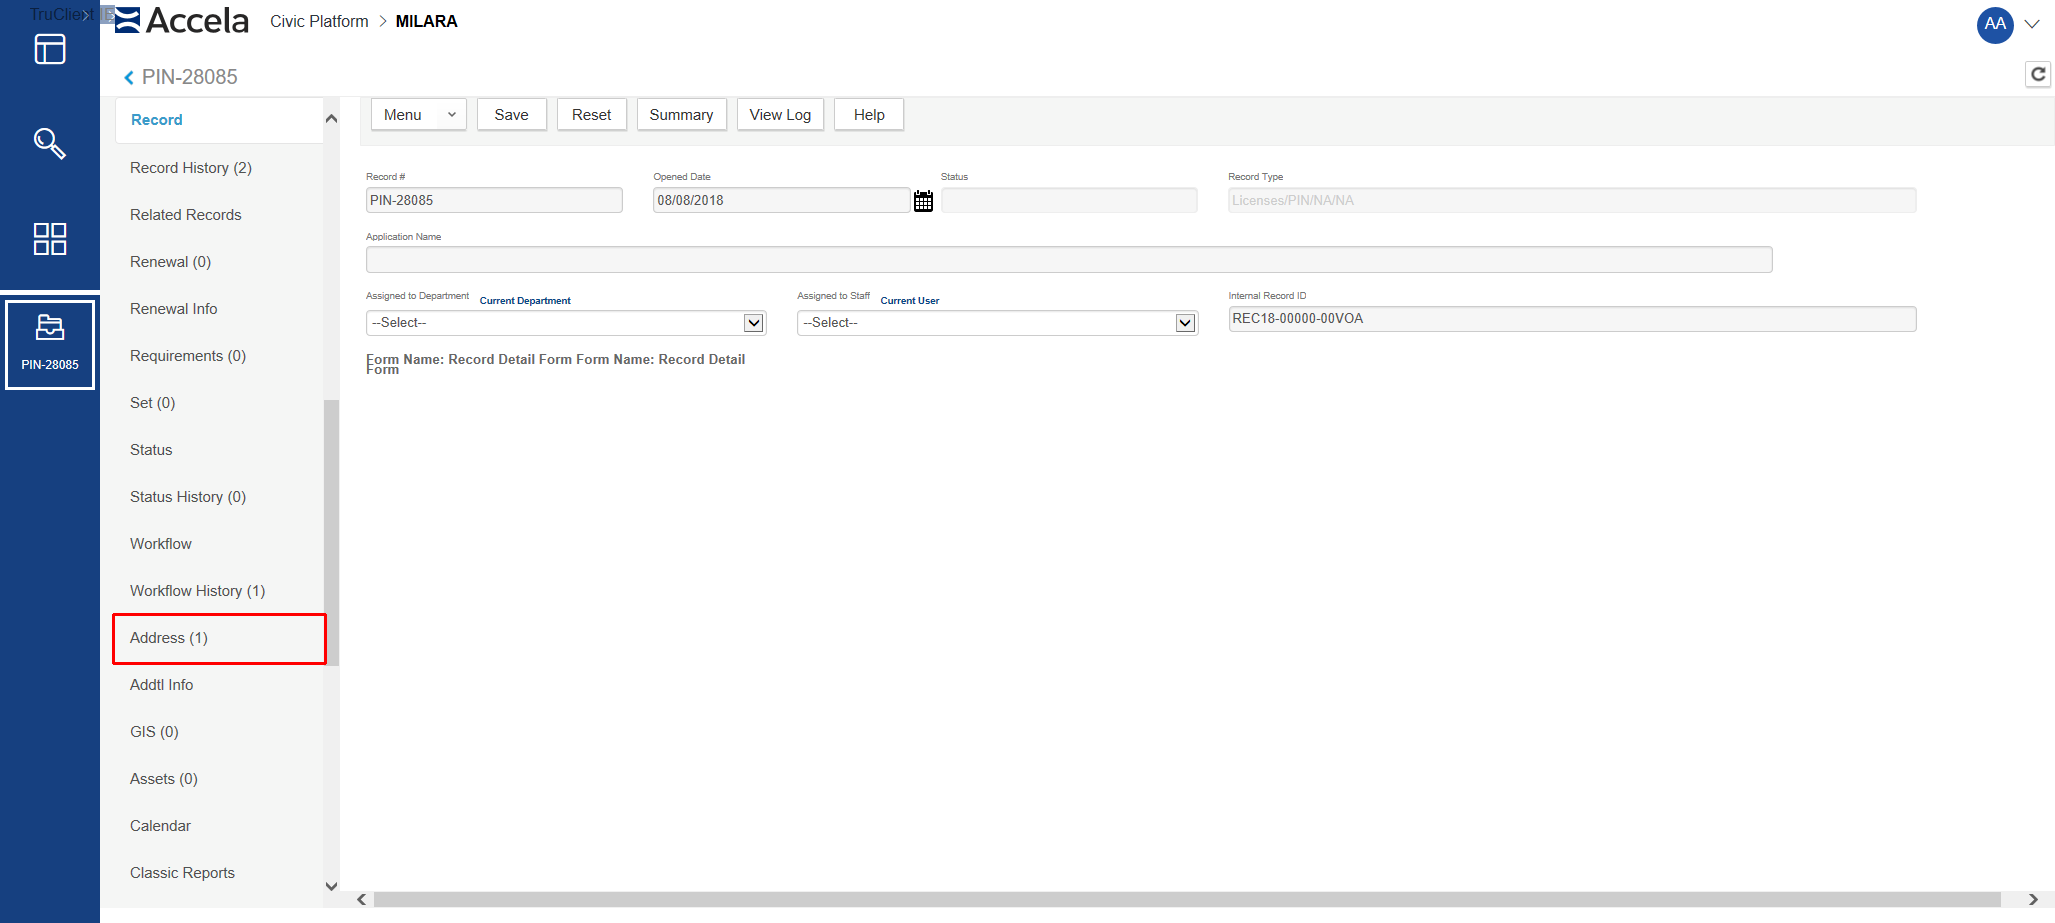 TruClient
Accela
Civic Platform > MILARA
AA
PIN-28085
PIN-28085
Record
Record History (2)
Related Records
Renewal (0)
Renewal Info
Requirements (0)
Set (0)
Status
Status History (0)
Workflow
Workflow History (1)
Address (1)
Addtl Info
GIS (0)
Assets (0)
Calendar
Classic Reports
Menu Save Reset Summary View Log Help
Record # Opened Date Status Record Type
PIN-28085 08/08/2018 Licenses/PIN/NA/NA
Application Name
Assigned to Department Current Department Assigned to Staff Current User Internal Record ID
--Select-- --Select-- REC18-00000-00VOA
Form Name: Record Detail Form Form Name: Record Detail
Form